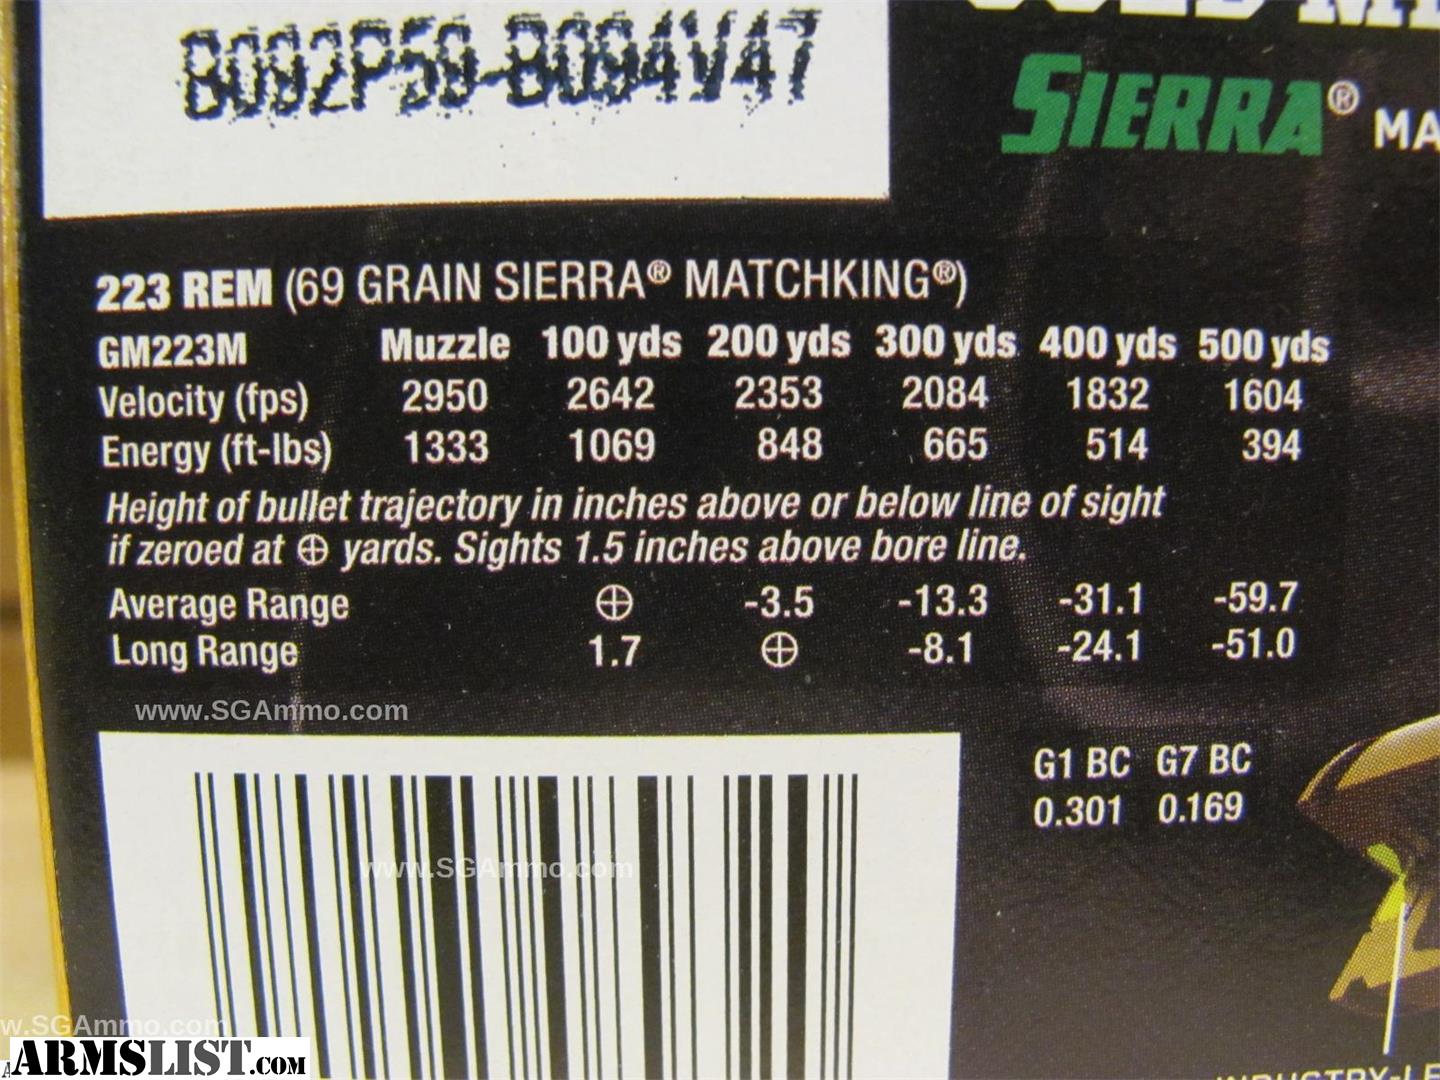 B092P59-B094V47
SIERRA® MA
223 REM (69 GRAIN SIERRA® MATCHKING®)
GM223M Muzzle 100 yds 200 yds 300 yds 400 yds 500 yds
Velocity (fps) 2950 2642 2353 2084 1832 1604
Energy (ft-lbs) 1333 1069 848 665 514 394
Height of bullet trajectory in inches above or below line of sight
if zeroed at ⊕ yards. Sights 1.5 inches above bore line.
Average Range ⊕ -3.5 -13.3 -31.1 -59.7
Long Range 1.7 ⊕ -8.1 -24.1 -51.0
www.SGAmmo.com
G1 BC G7 BC
0.301 0.169
www.SGAmmo.com
w.SGAmmo.com
ARMSLIST.COM